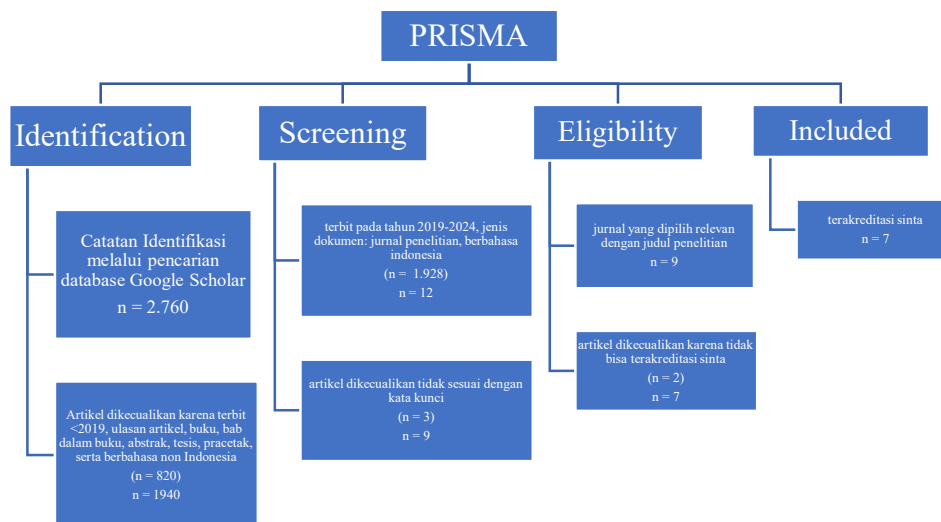 PRISMA
Identification
Catatan Identifikasi
melalui pencarian
database Google Scholar
n = 2.760
Artikel dikecualikan karena terbit
<2019, ulasan artikel, buku, bab
dalam buku, abstrak, tesis, pracetak,
serta berbahasa non Indonesia
(n = 820)
n = 1940
Screening
terbit pada tahun 2019-2024, jenis
dokumen: jurnal penelitian, berbahasa
indonesia
(n = 1.928)
n = 12
artikel dikecualikan tidak sesuai dengan
kata kunci
(n = 3)
n = 9
Eligibility
jurnal yang dipilih relevan
dengan judul penelitian
n = 9
artikel dikecualikan karena tidak
bisa terakreditasi sinta
(n = 2)
n = 7
Included
terakreditasi sinta
n = 7